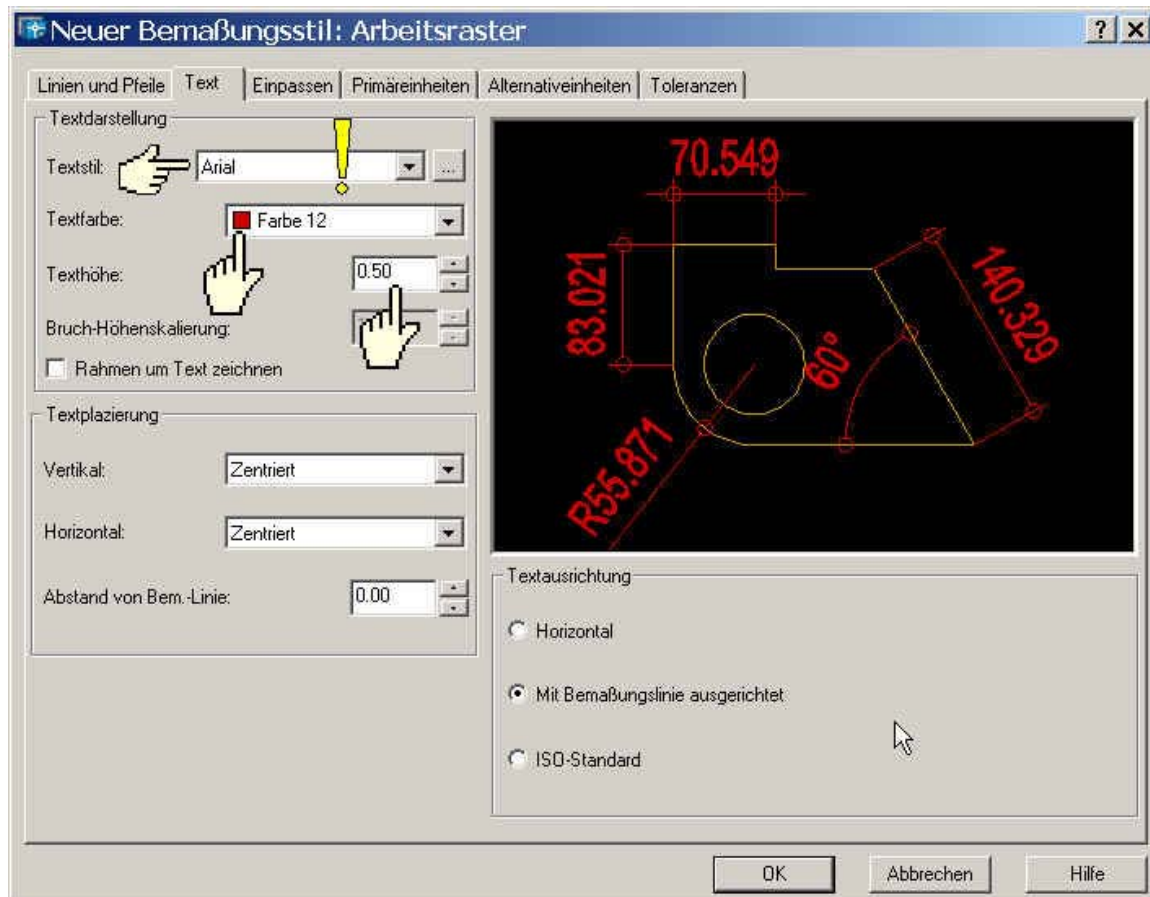 Neuer Bemaßungsstil: Arbeitsraster
Linien und Pfeile Text Einpassen Primäreinheiten Alternativeinheiten Toleranzen
Textdarstellung
Textstil: Arial ...
Textfarbe: Farbe 12
Texthöhe: 0.50
Bruch-Höhenskalierung:
Rahmen um Text zeichnen
Textplazierung
Vertikal: Zentriert
Horizontal: Zentriert
Abstand von Bem.-Linie: 0.00
70.549
83.021
140.329
60°
R55.871
Textausrichtung
Horizontal
Mit Bemaßungslinie ausgerichtet
ISO-Standard
OK Abbrechen Hilfe